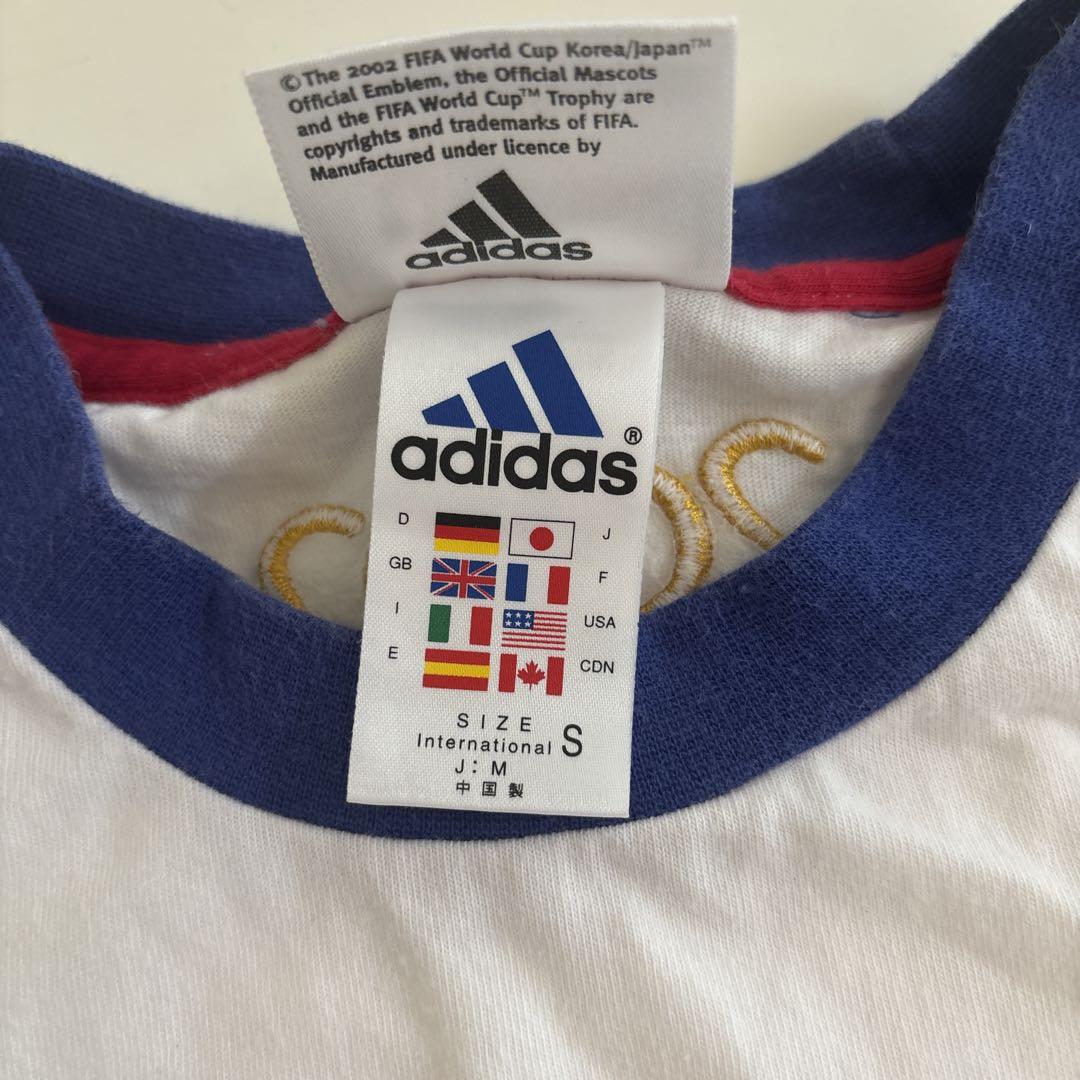 ©The 2002 FIFA World Cup Korea/Japan™
Official Emblem, the Official Mascots
and the FIFA World Cup™ Trophy are
copyrights and trademarks of FIFA.
Manufactured under licence by
adidas
adidas®
D J
GB F
I USA
E CDN
SIZE
International S
J: M
中国製